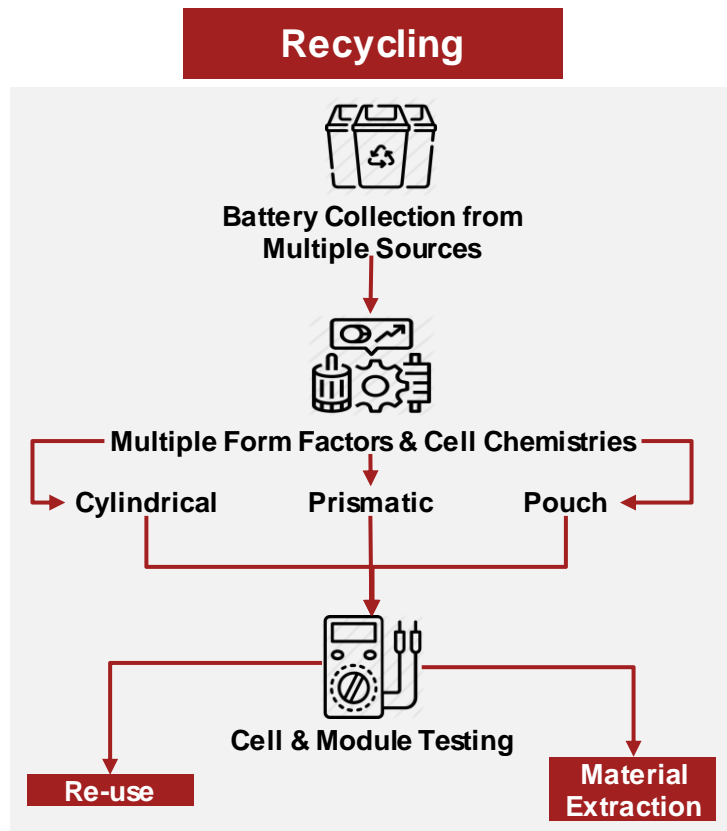 Recycling
Battery Collection from
Multiple Sources
Multiple Form Factors & Cell Chemistries
Cylindrical
Prismatic
Pouch
Cell & Module Testing
Re-use
Material
Extraction